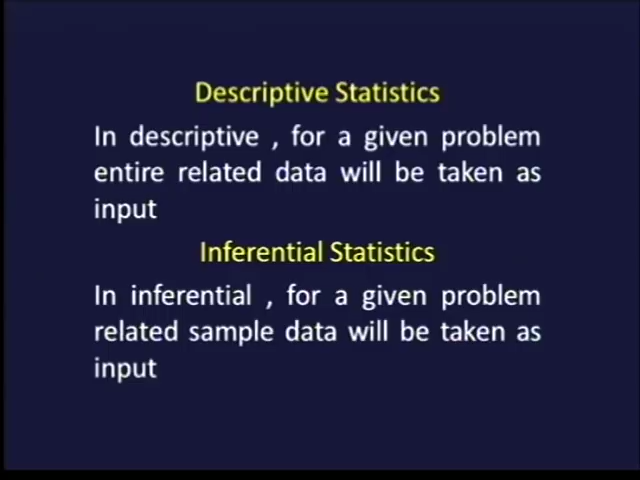 Descriptive Statistics
In descriptive , for a given problem
entire related data will be taken as
input
Inferential Statistics
In inferential , for a given problem
related sample data will be taken as
input